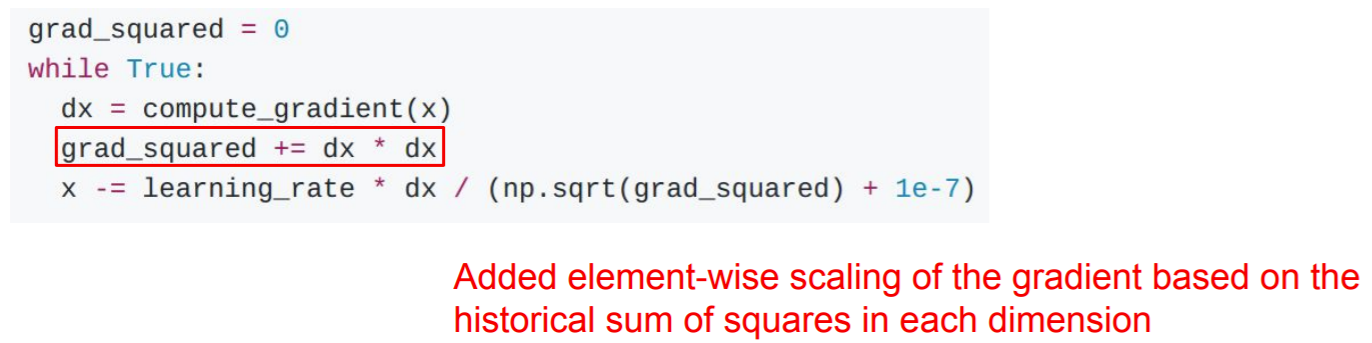 grad_squared = 0
while True:
  dx = compute_gradient(x)
  grad_squared += dx * dx
  x -= learning_rate * dx / (np.sqrt(grad_squared) + 1e-7)
Added element-wise scaling of the gradient based on the
historical sum of squares in each dimension